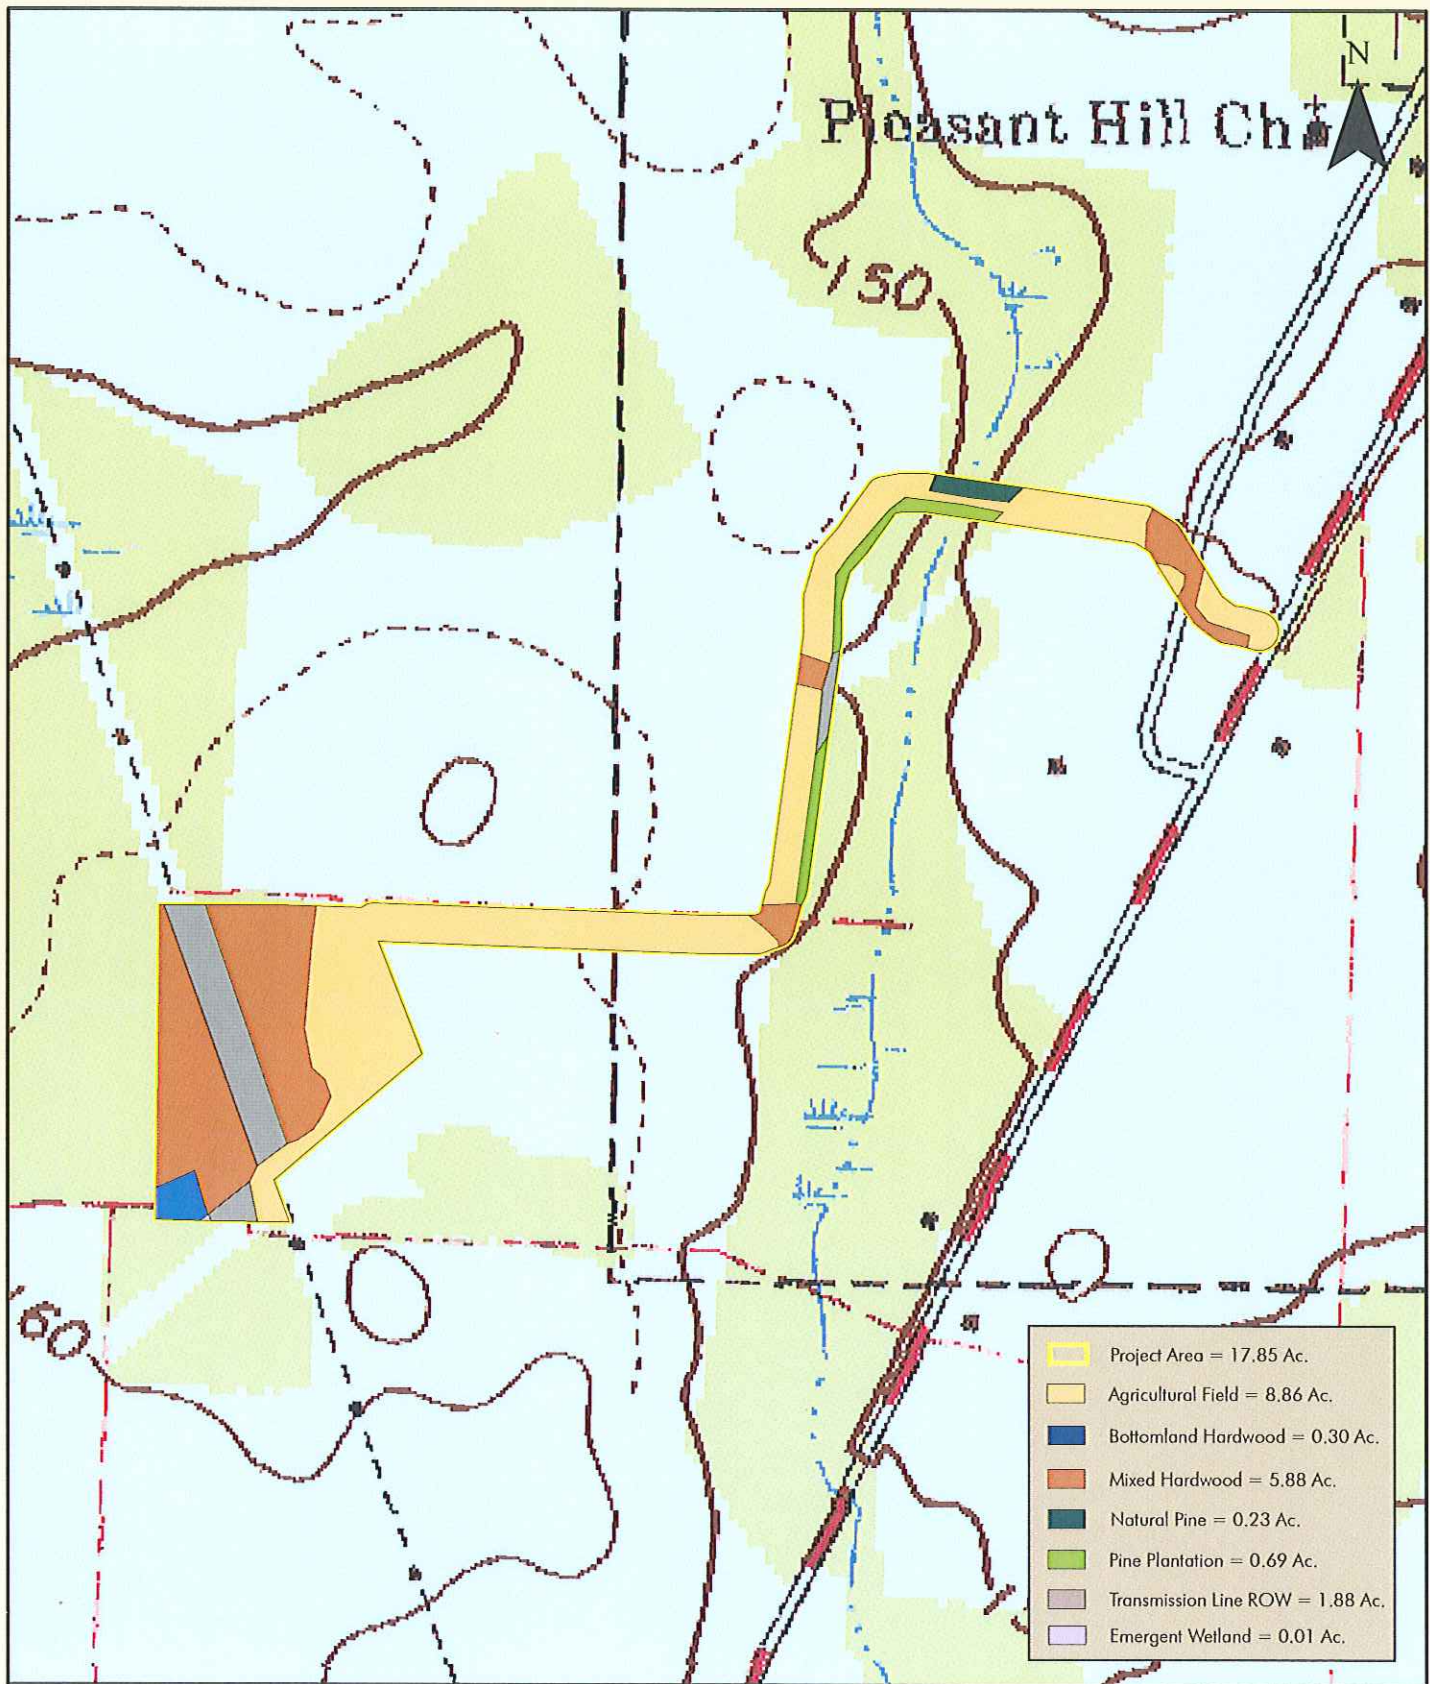 N
Pleasant Hill Ch
150
60
Project Area = 17.85 Ac.
Agricultural Field = 8.86 Ac.
Bottomland Hardwood = 0.30 Ac.
Mixed Hardwood = 5.88 Ac.
Natural Pine = 0.23 Ac.
Pine Plantation = 0.69 Ac.
Transmission Line ROW = 1.88 Ac.
Emergent Wetland = 0.01 Ac.